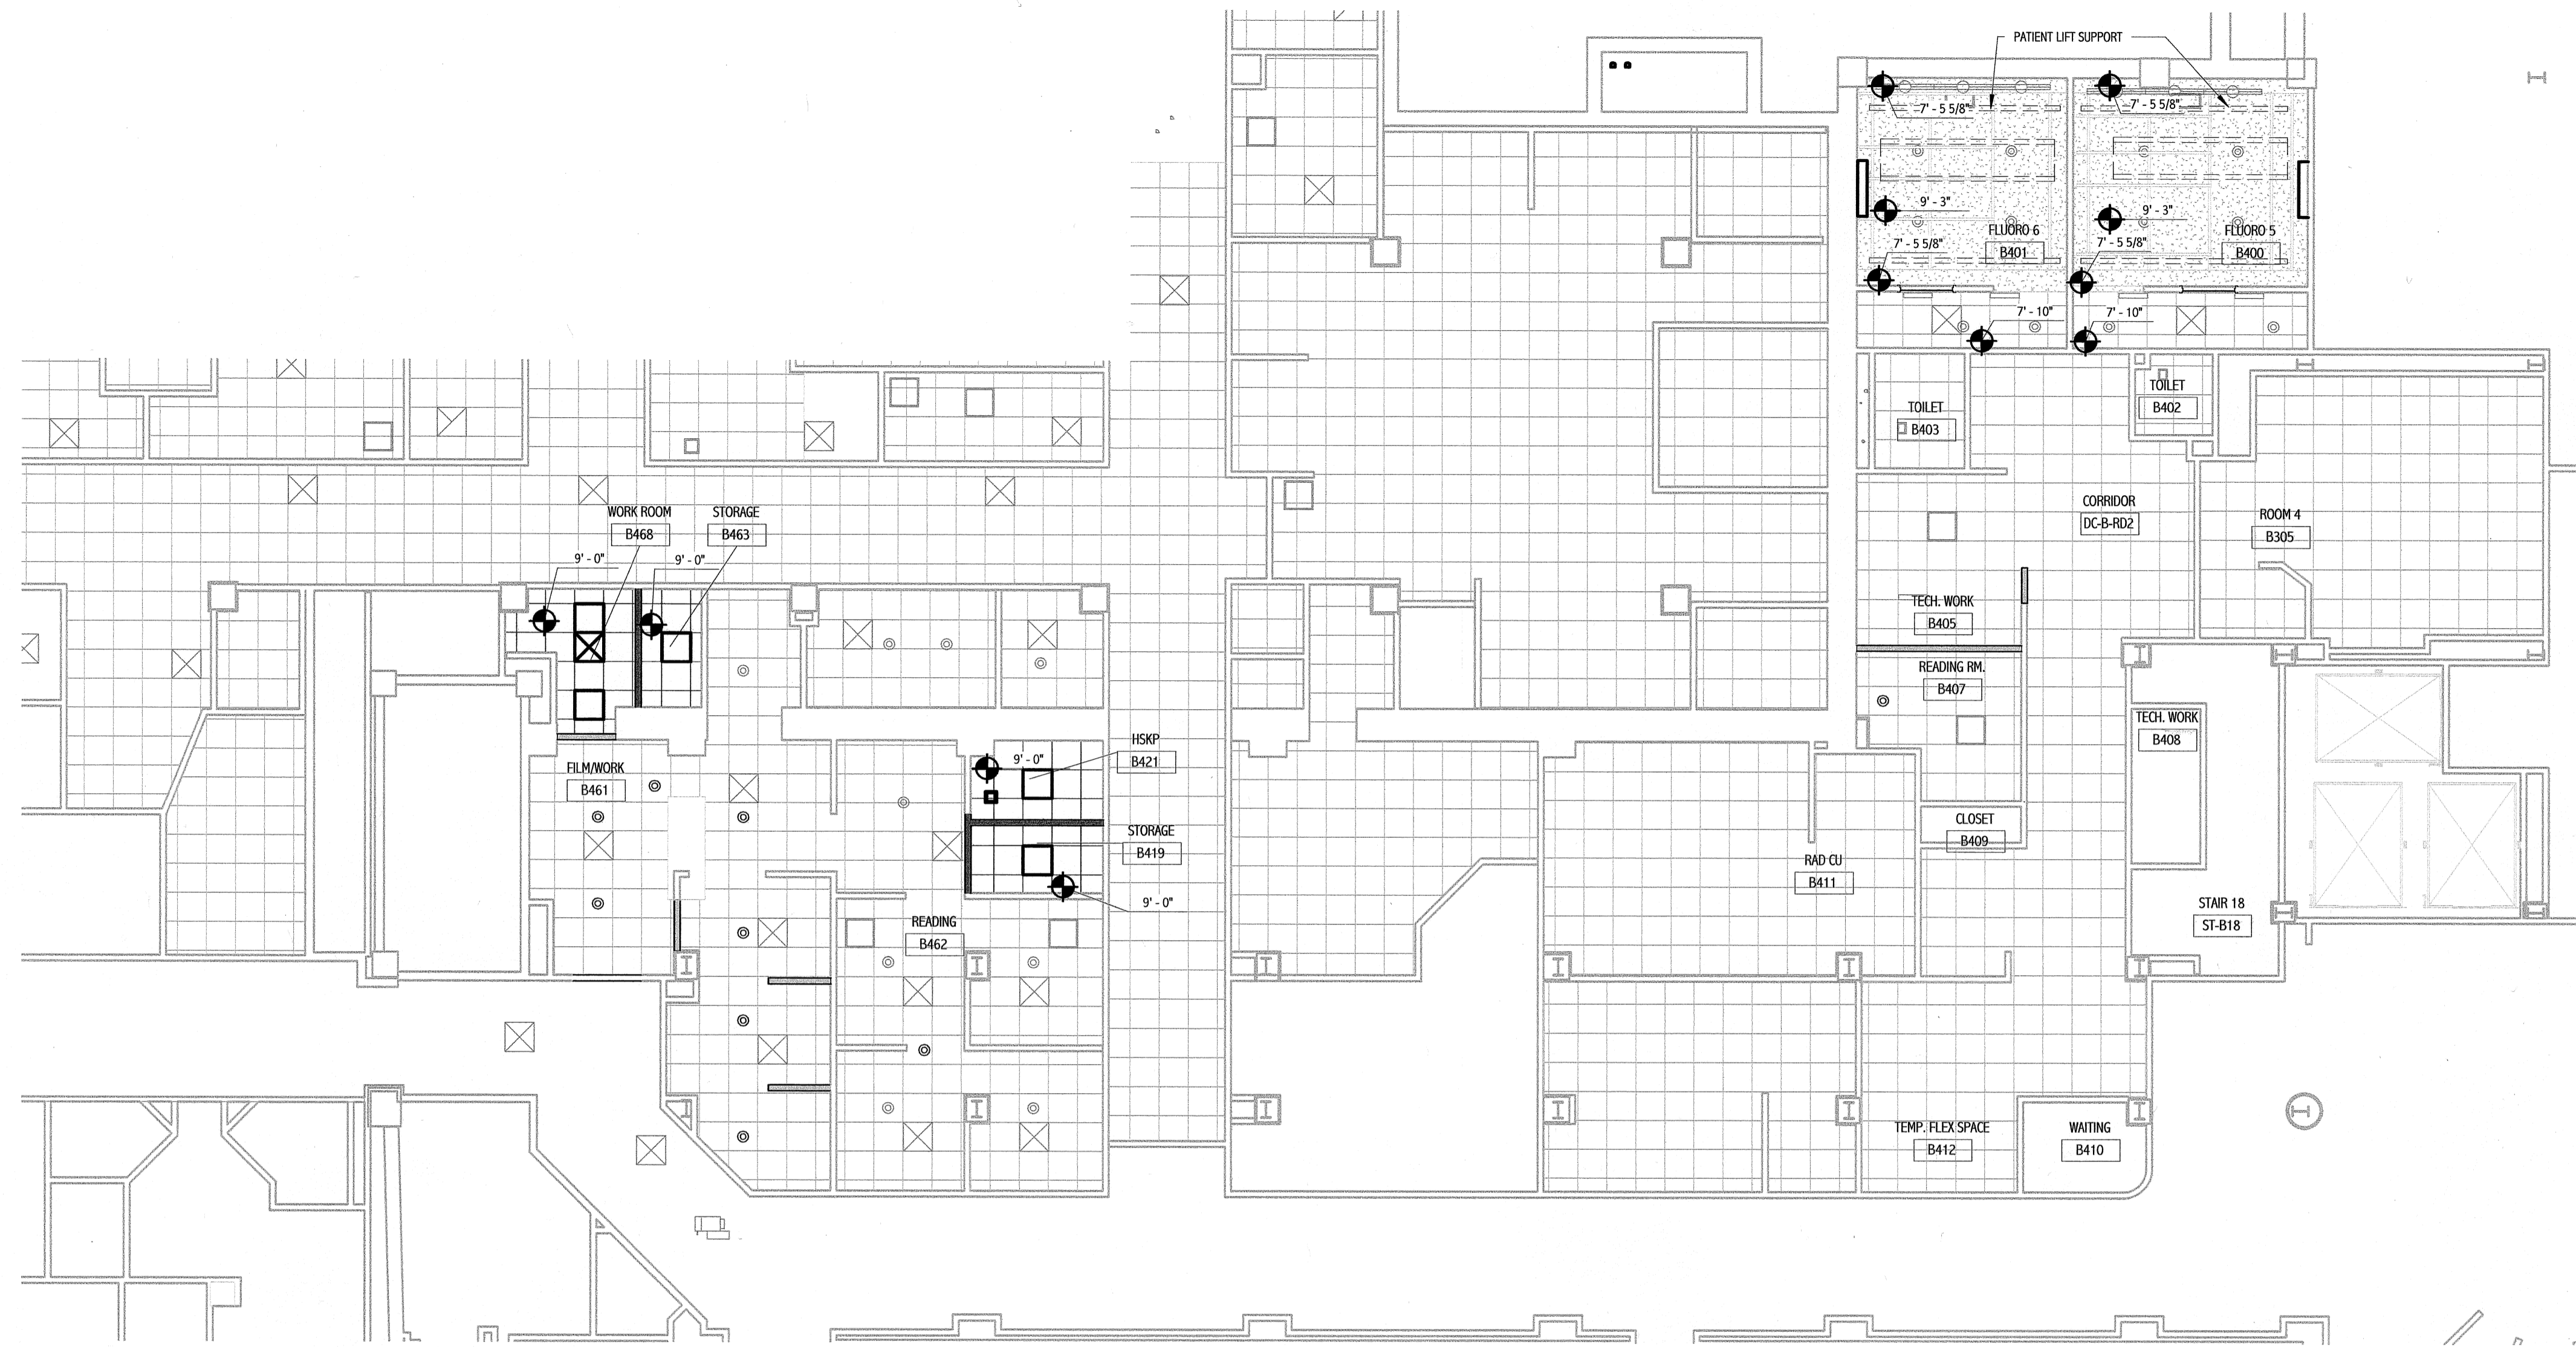 PATIENT LIFT SUPPORT
7' - 5 5/8"
7' - 5 5/8"
9' - 3"
9' - 3"
FLUORO 6
B401
FLUORO 5
B400
7' - 5 5/8"
7' - 5 5/8"
7' - 10"
7' - 10"
TOILET
B403
TOILET
B402
CORRIDOR
DC-B-RD2
ROOM 4
B305
WORK ROOM
B468
STORAGE
B463
9' - 0"
9' - 0"
TECH. WORK
B405
READING RM.
B407
TECH. WORK
B408
HSKP
B421
9' - 0"
FILM/WORK
B461
STORAGE
B419
9' - 0"
CLOSET
B409
RAD CU
B411
READING
B462
STAIR 18
ST-B18
TEMP. FLEX SPACE
B412
WAITING
B410